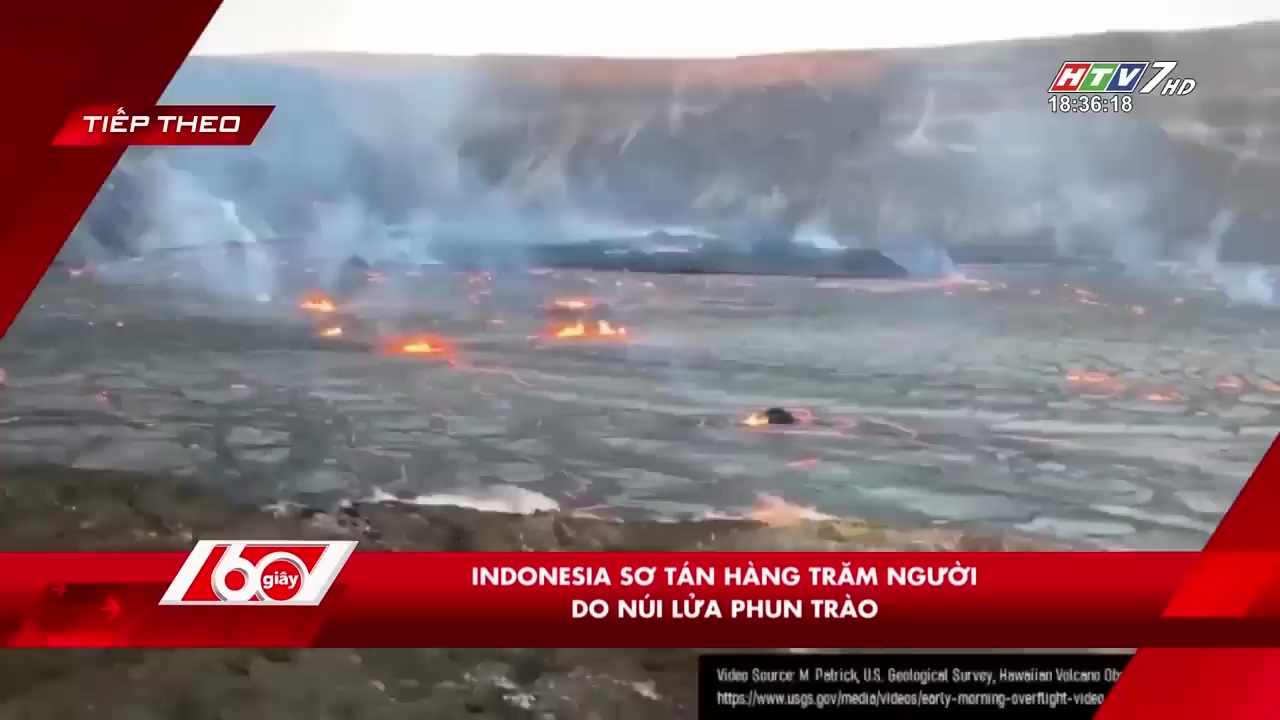 HTV7 HD
18:36:18
TIẾP THEO
60 giây
INDONESIA SƠ TÁN HÀNG TRĂM NGƯỜI
DO NÚI LỬA PHUN TRÀO
Video Source: M. Patrick, U.S. Geological Survey, Hawaiian Volcano
https://www.usgs.gov/media/videos/early-morning-overflight-video